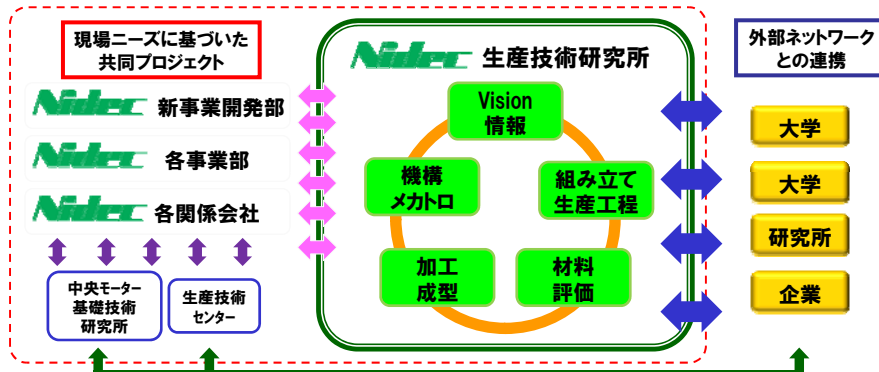 現場ニーズに基づいた
共同プロジェクト
Nidec 新事業開発部
Nidec 各事業部
Nidec 各関係会社
中央モーター
基礎技術
研究所
生産技術
センター
Nidec 生産技術研究所
Vision
情報
機構
メカトロ
組み立て
生産工程
加工
成型
材料
評価
外部ネットワーク
との連携
大学
大学
研究所
企業